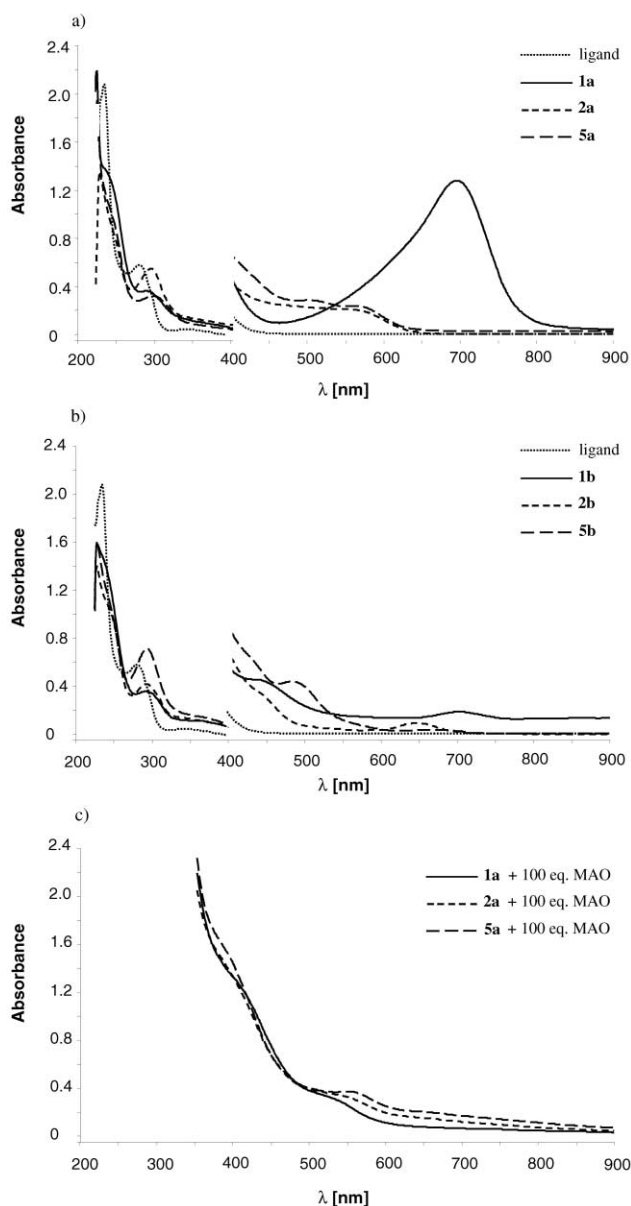 a)
2.4
2.0
1.6
1.2
0.8
0.4
0
Absorbance
200 300 400 500 600 700 800 900
λ [nm]
ligand
1a
2a
5a
b)
2.4
2.0
1.6
1.2
0.8
0.4
0
Absorbance
200 300 400 500 600 700 800 900
λ [nm]
ligand
1b
2b
5b
c)
2.4
2.0
1.6
1.2
0.8
0.4
0
Absorbance
200 300 400 500 600 700 800 900
λ [nm]
1a + 100 eq. MAO
2a + 100 eq. MAO
5a + 100 eq. MAO